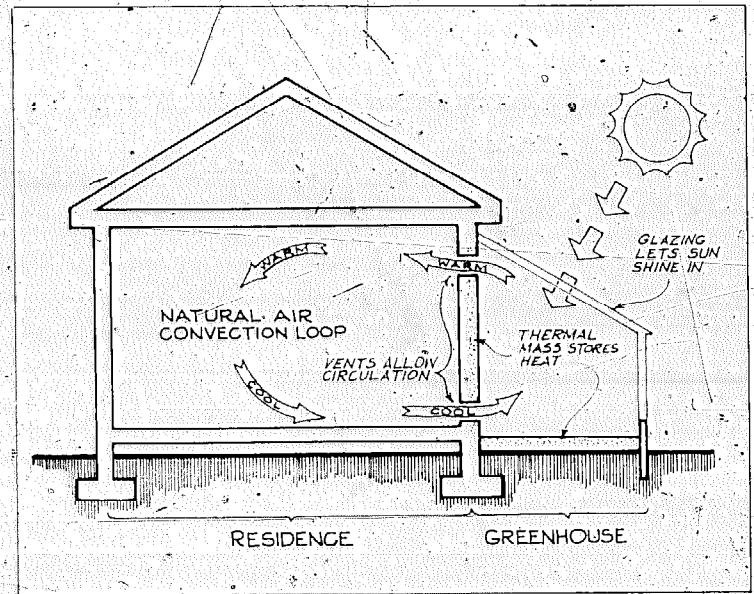 GLAZING
LETS SUN
SHINE IN
WARM
WARM
NATURAL AIR
CONVECTION LOOP
THERMAL
MASS STORES
HEAT
VENTS ALLOW
CIRCULATION
COOL
COOL
RESIDENCE
GREENHOUSE